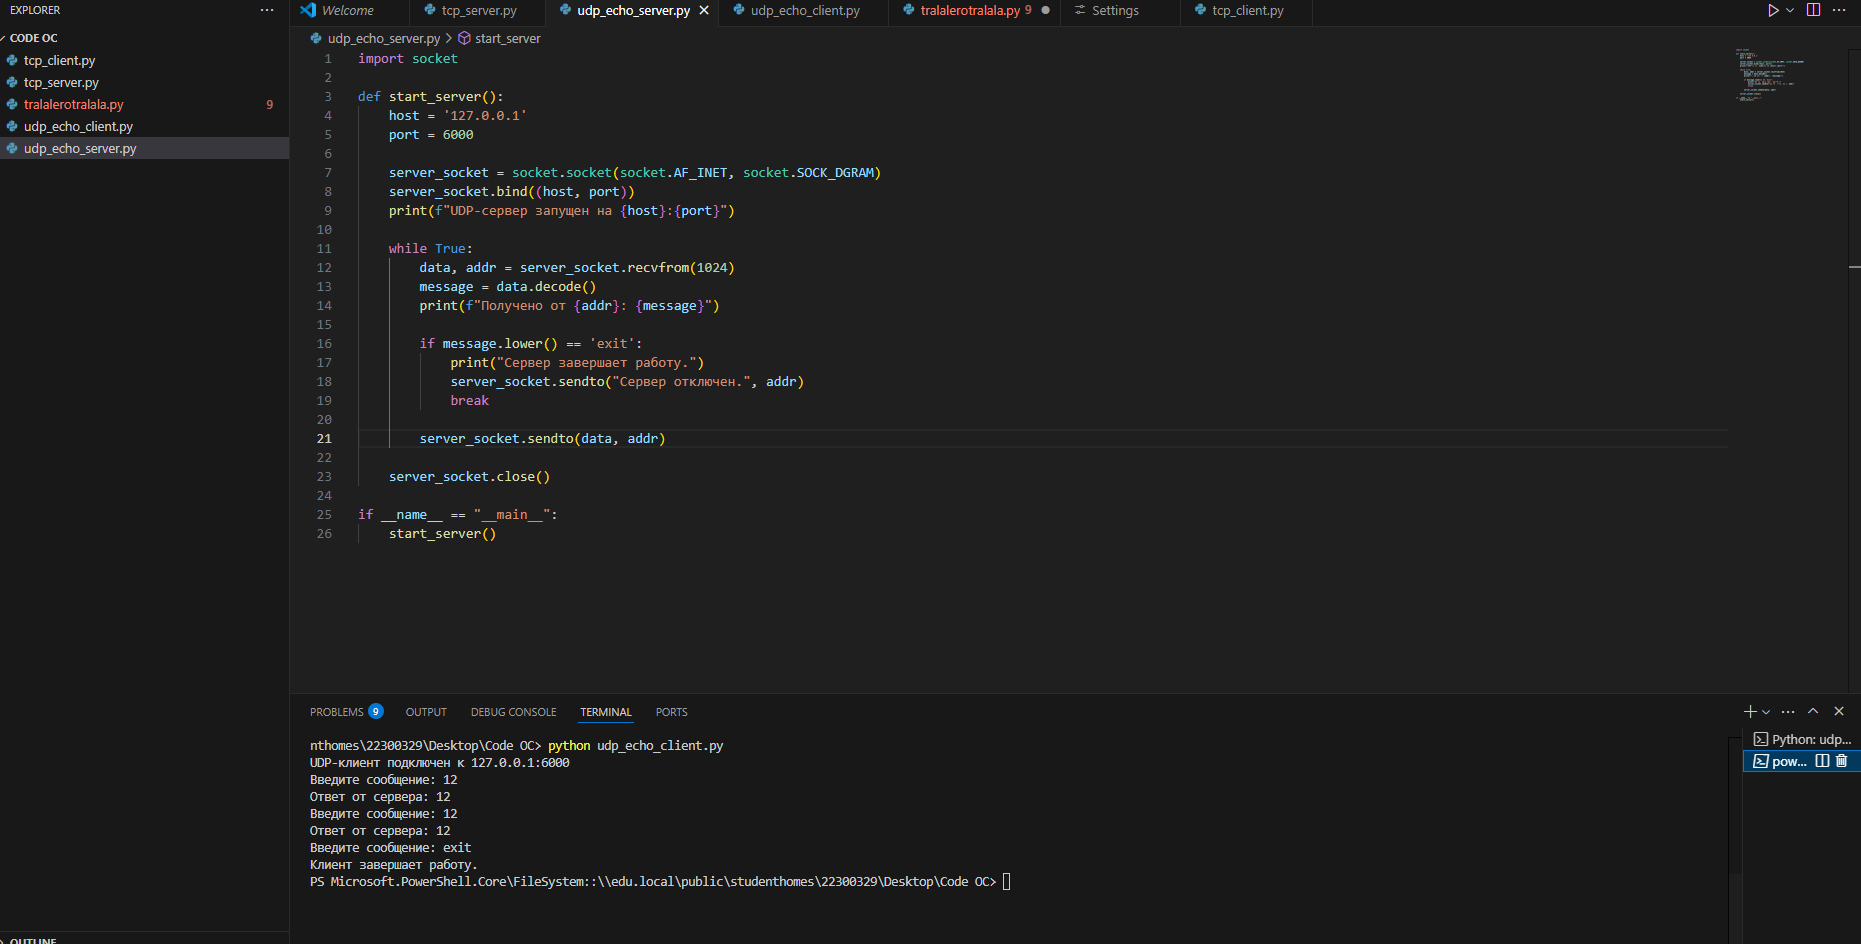 EXPLORER
CODE OC
tcp_client.py
tcp_server.py
tralalerotralala.py 9
udp_echo_client.py
udp_echo_server.py
OUTLINE
Welcome tcp_server.py udp_echo_server.py udp_echo_client.py tralalerotralala.py 9 Settings tcp_client.py
udp_echo_server.py > start_server
1 import socket
2
3 def start_server():
4 host = '127.0.0.1'
5 port = 6000
6
7 server_socket = socket.socket(socket.AF_INET, socket.SOCK_DGRAM)
8 server_socket.bind((host, port))
9 print(f"UDP-сервер запущен на {host}:{port}")
10
11 while True:
12 data, addr = server_socket.recvfrom(1024)
13 message = data.decode()
14 print(f"Получено от {addr}: {message}")
15
16 if message.lower() == 'exit':
17 print("Сервер завершает работу.")
18 server_socket.sendto("Сервер отключен.", addr)
19 break
20
21 server_socket.sendto(data, addr)
22
23 server_socket.close()
24
25 if __name__ == "__main__":
26 start_server()
PROBLEMS 9 OUTPUT DEBUG CONSOLE TERMINAL PORTS
nthomes\22300329\Desktop\Code OC> python udp_echo_client.py
UDP-клиент подключен к 127.0.0.1:6000
Введите сообщение: 12
Ответ от сервера: 12
Введите сообщение: 12
Ответ от сервера: 12
Введите сообщение: exit
Клиент завершает работу.
PS Microsoft.PowerShell.Core\FileSystem::\\edu.local\public\studenthomes\22300329\Desktop\Code OC>
Python: udp...
pow...